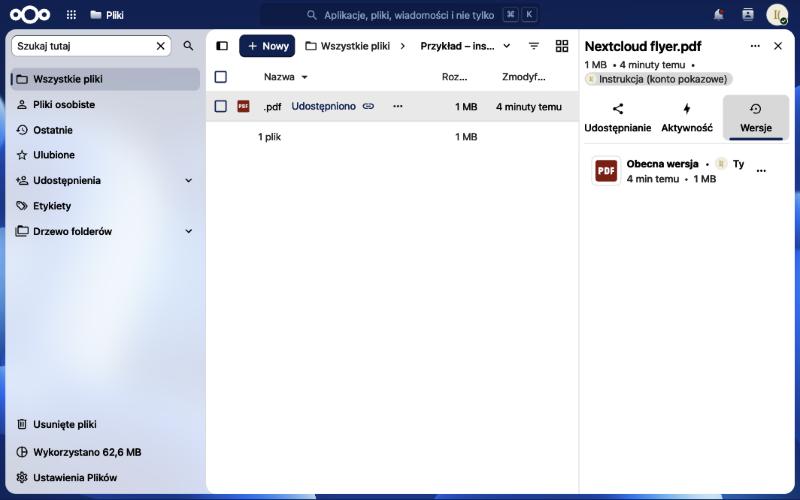 Pliki
Aplikacje, pliki, wiadomości i nie tylko
⌘ K
Szukaj tutaj
Wszystkie pliki
Pliki osobiste
Ostatnie
Ulubione
Udostępnienia
Etykiety
Drzewo folderów
Usunięte pliki
Wykorzystano 62,6 MB
Ustawienia Plików
+ Nowy
Wszystkie pliki
Przykład – ins...
Nazwa
Roz...
Zmodyf...
PDF
.pdf Udostępniono
1 MB
4 minuty temu
1 plik
1 MB
Nextcloud flyer.pdf
1 MB • 4 minuty temu •
Instrukcja (konto pokazowe)
Udostępnianie
Aktywność
Wersje
PDF
Obecna wersja • Ty
4 min temu • 1 MB